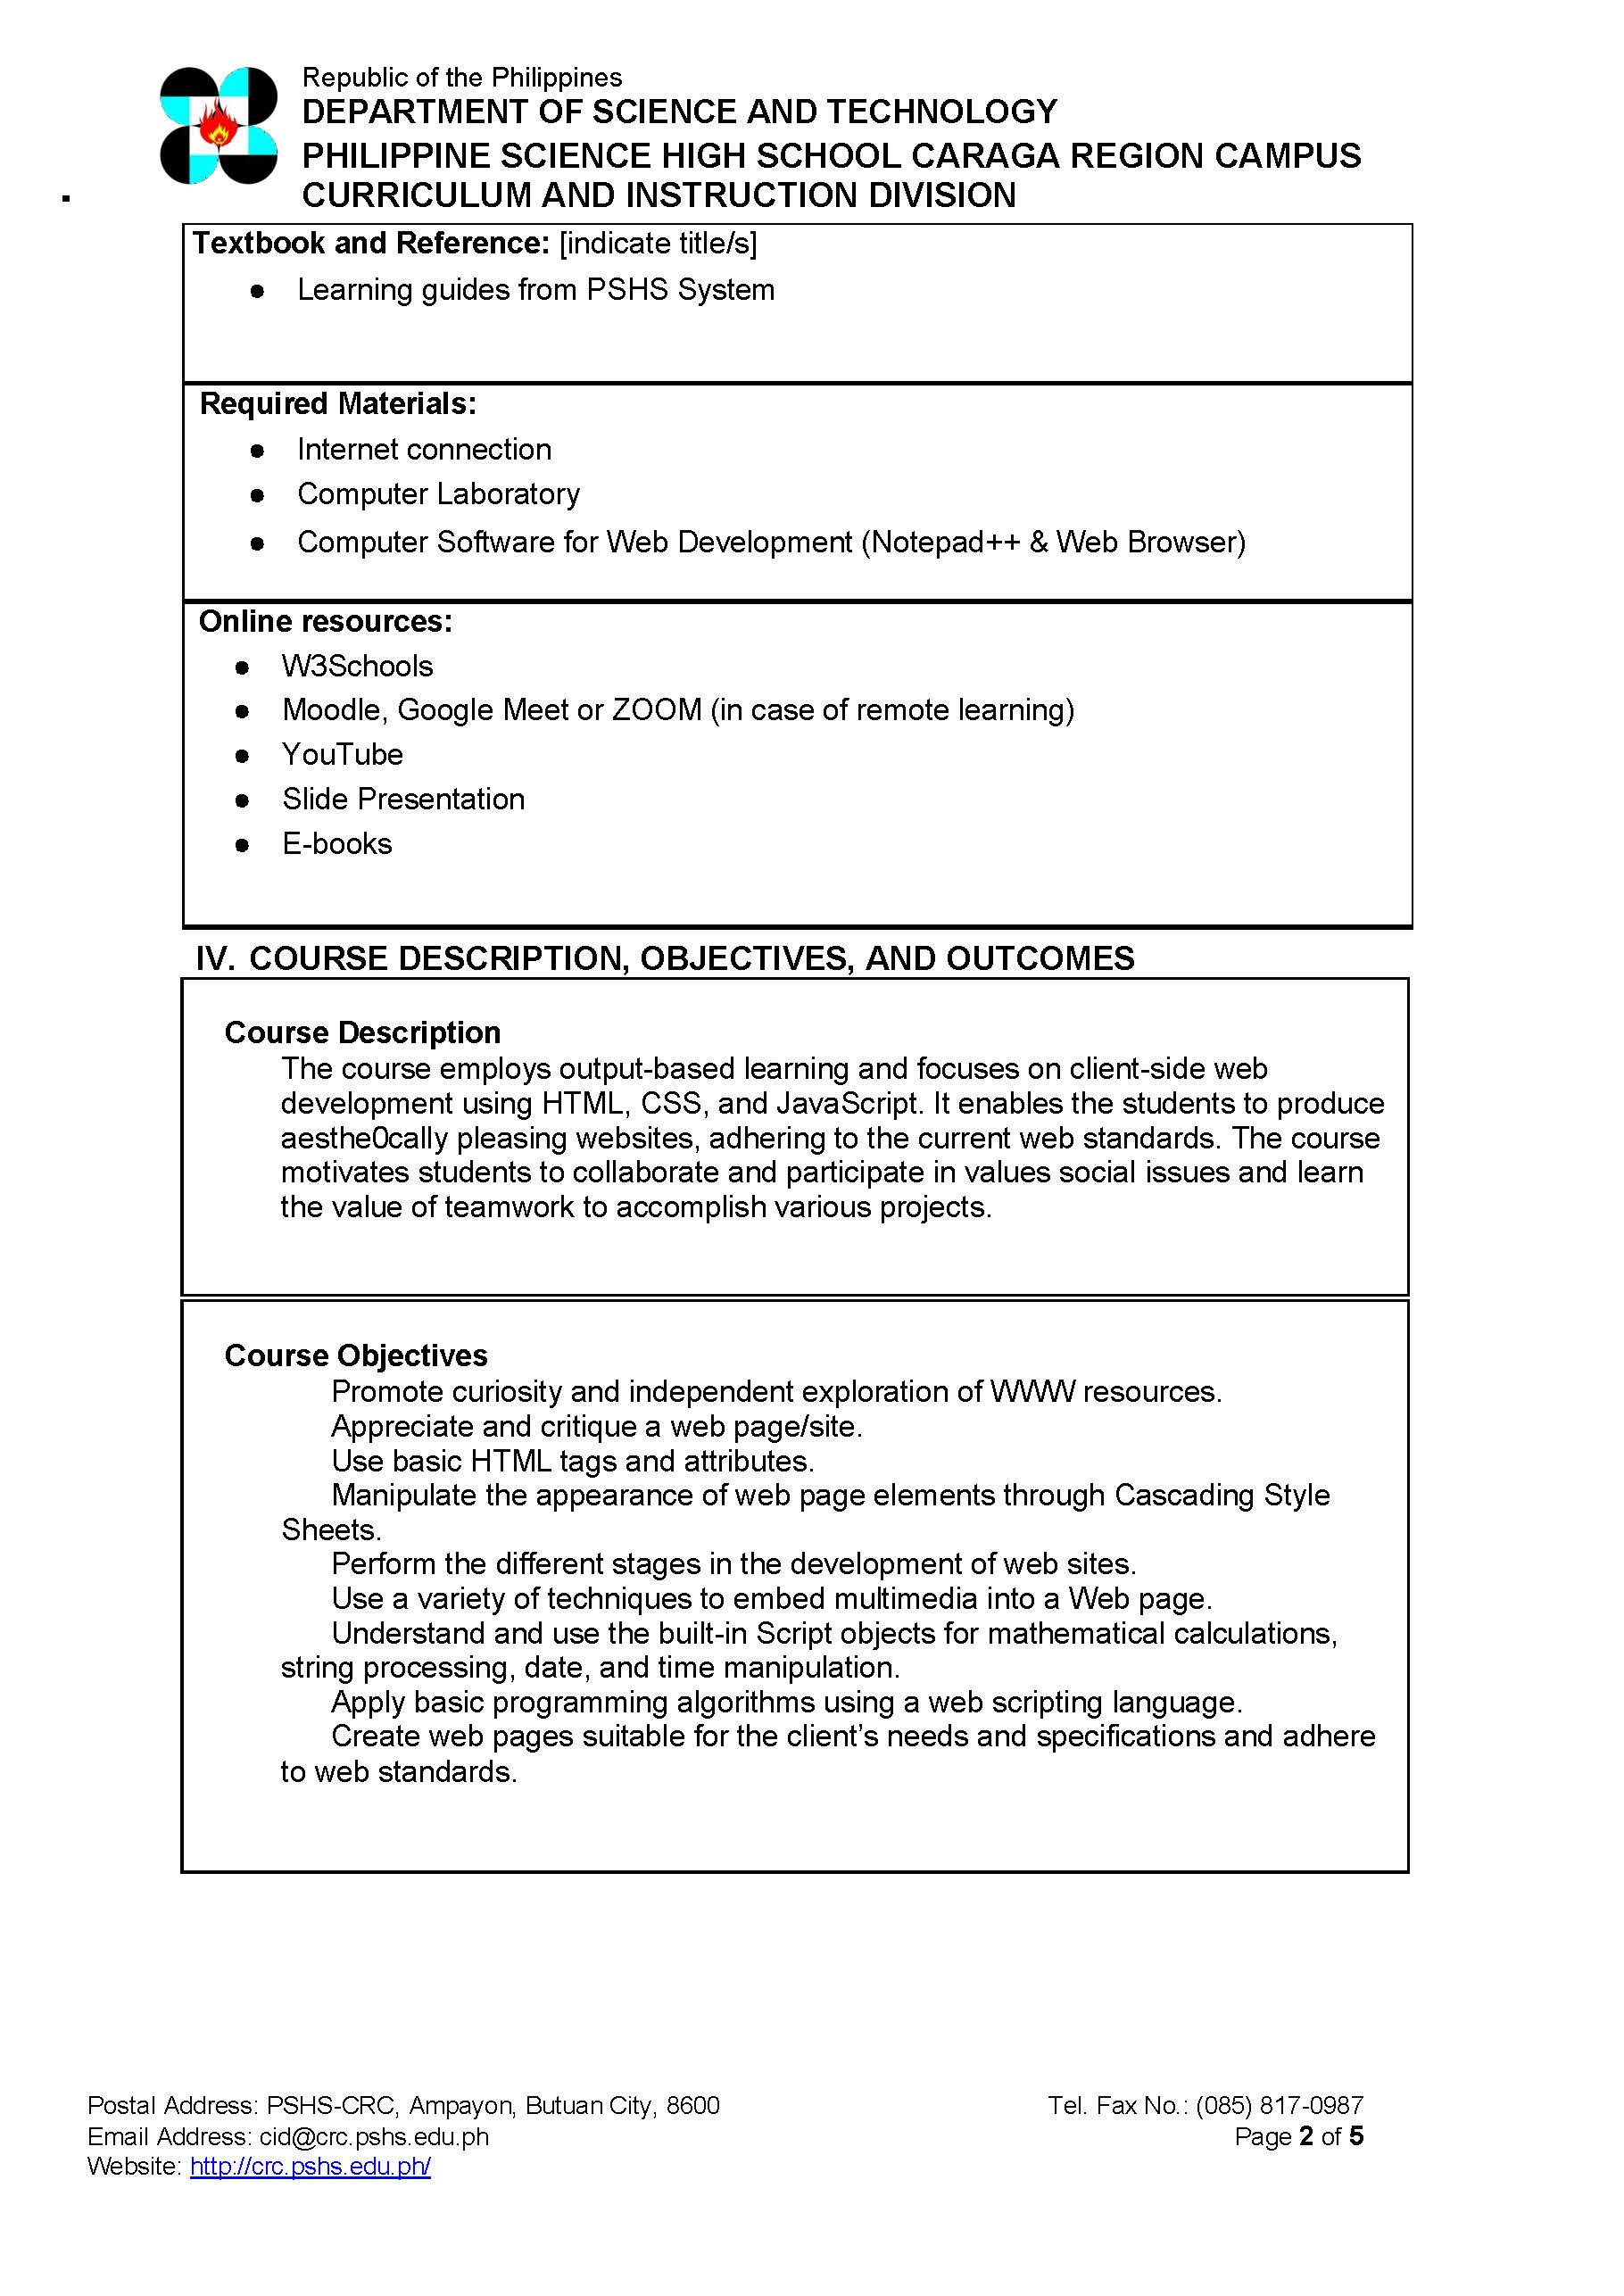 Republic of the Philippines
DEPARTMENT OF SCIENCE AND TECHNOLOGY
PHILIPPINE SCIENCE HIGH SCHOOL CARAGA REGION CAMPUS
CURRICULUM AND INSTRUCTION DIVISION
Textbook and Reference: [indicate title/s]
● Learning guides from PSHS System
Required Materials:
● Internet connection
● Computer Laboratory
● Computer Software for Web Development (Notepad++ & Web Browser)
Online resources:
● W3Schools
● Moodle, Google Meet or ZOOM (in case of remote learning)
● YouTube
● Slide Presentation
● E-books
IV. COURSE DESCRIPTION, OBJECTIVES, AND OUTCOMES
Course Description
The course employs output-based learning and focuses on client-side web
development using HTML, CSS, and JavaScript. It enables the students to produce
aesthe0cally pleasing websites, adhering to the current web standards. The course
motivates students to collaborate and participate in values social issues and learn
the value of teamwork to accomplish various projects.
Course Objectives
Promote curiosity and independent exploration of WWW resources.
Appreciate and critique a web page/site.
Use basic HTML tags and attributes.
Manipulate the appearance of web page elements through Cascading Style
Sheets.
Perform the different stages in the development of web sites.
Use a variety of techniques to embed multimedia into a Web page.
Understand and use the built-in Script objects for mathematical calculations,
string processing, date, and time manipulation.
Apply basic programming algorithms using a web scripting language.
Create web pages suitable for the client’s needs and specifications and adhere
to web standards.
Postal Address: PSHS-CRC, Ampayon, Butuan City, 8600 Tel. Fax No.: (085) 817-0987
Email Address: cid@crc.pshs.edu.ph Page 2 of 5
Website: http://crc.pshs.edu.ph/